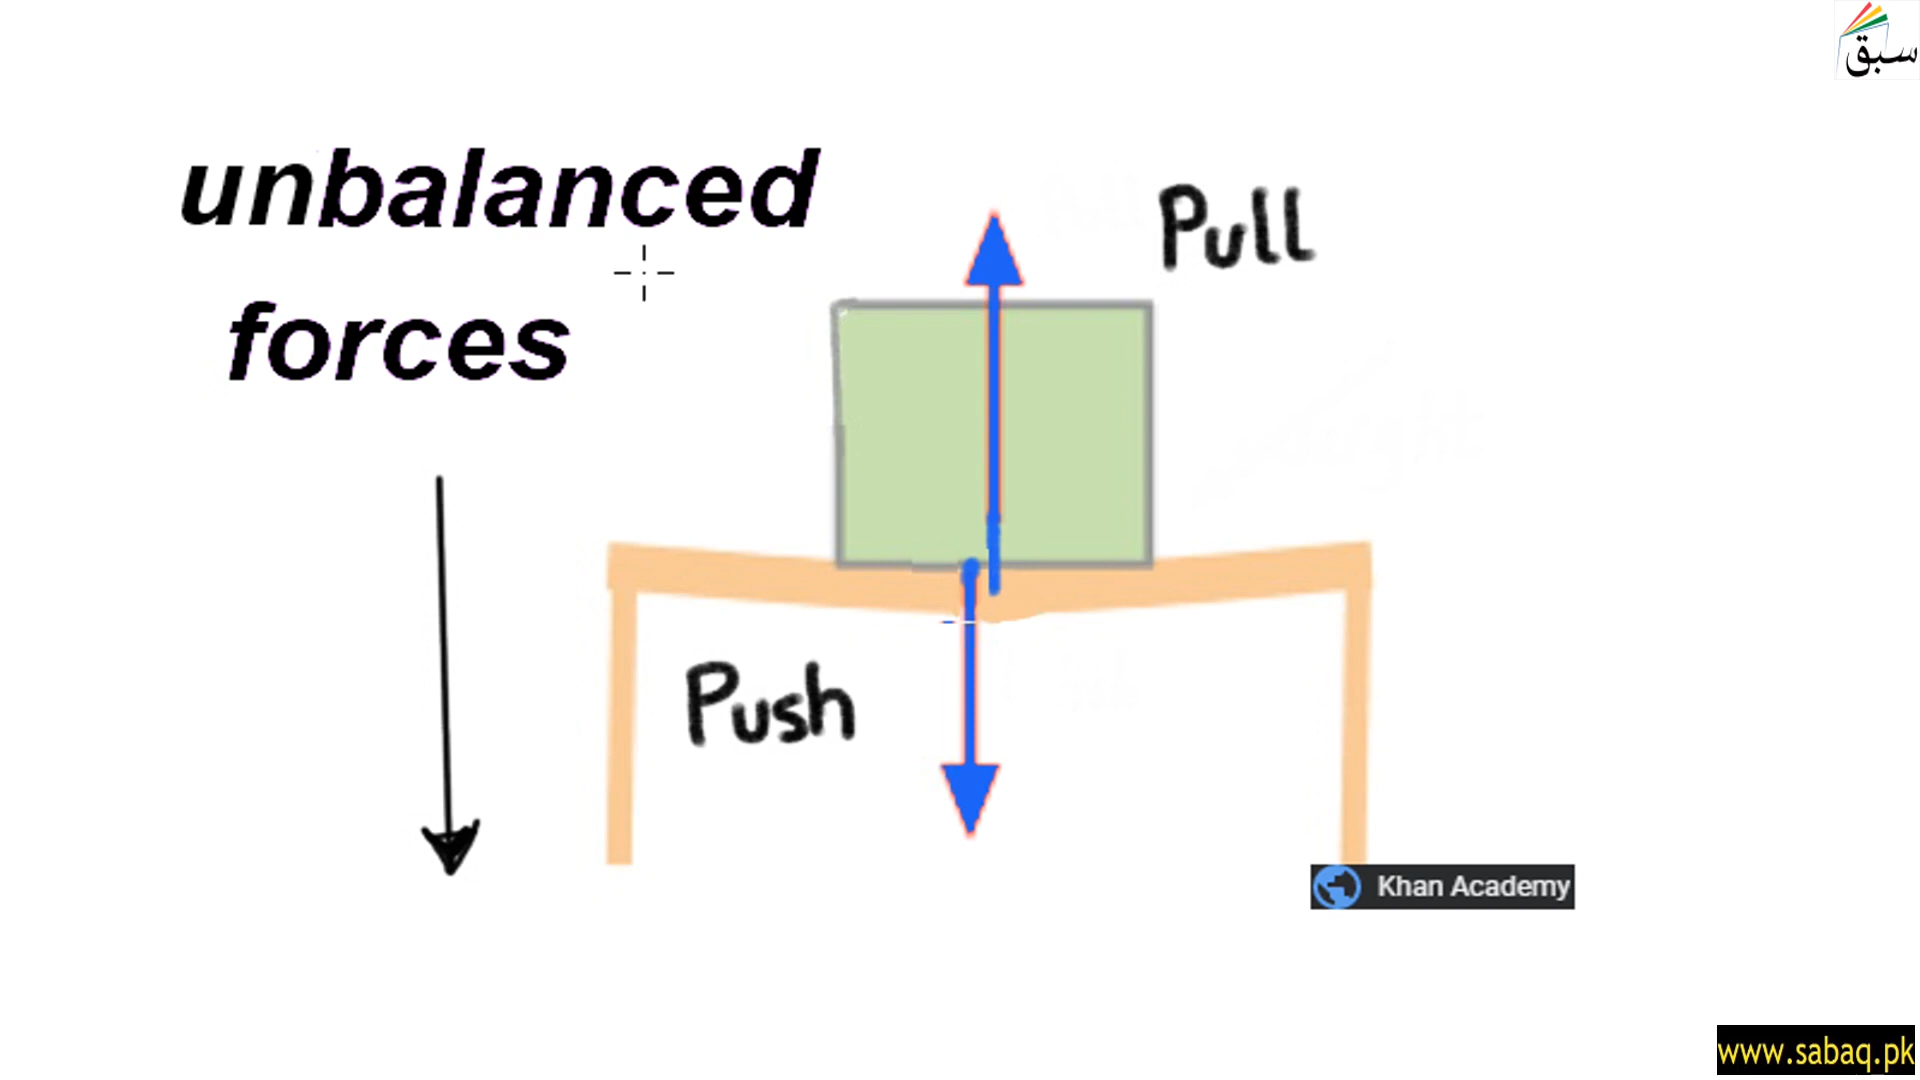 سبق
unbalanced
forces
Pull
Push
Khan Academy
www.sabaq.pk